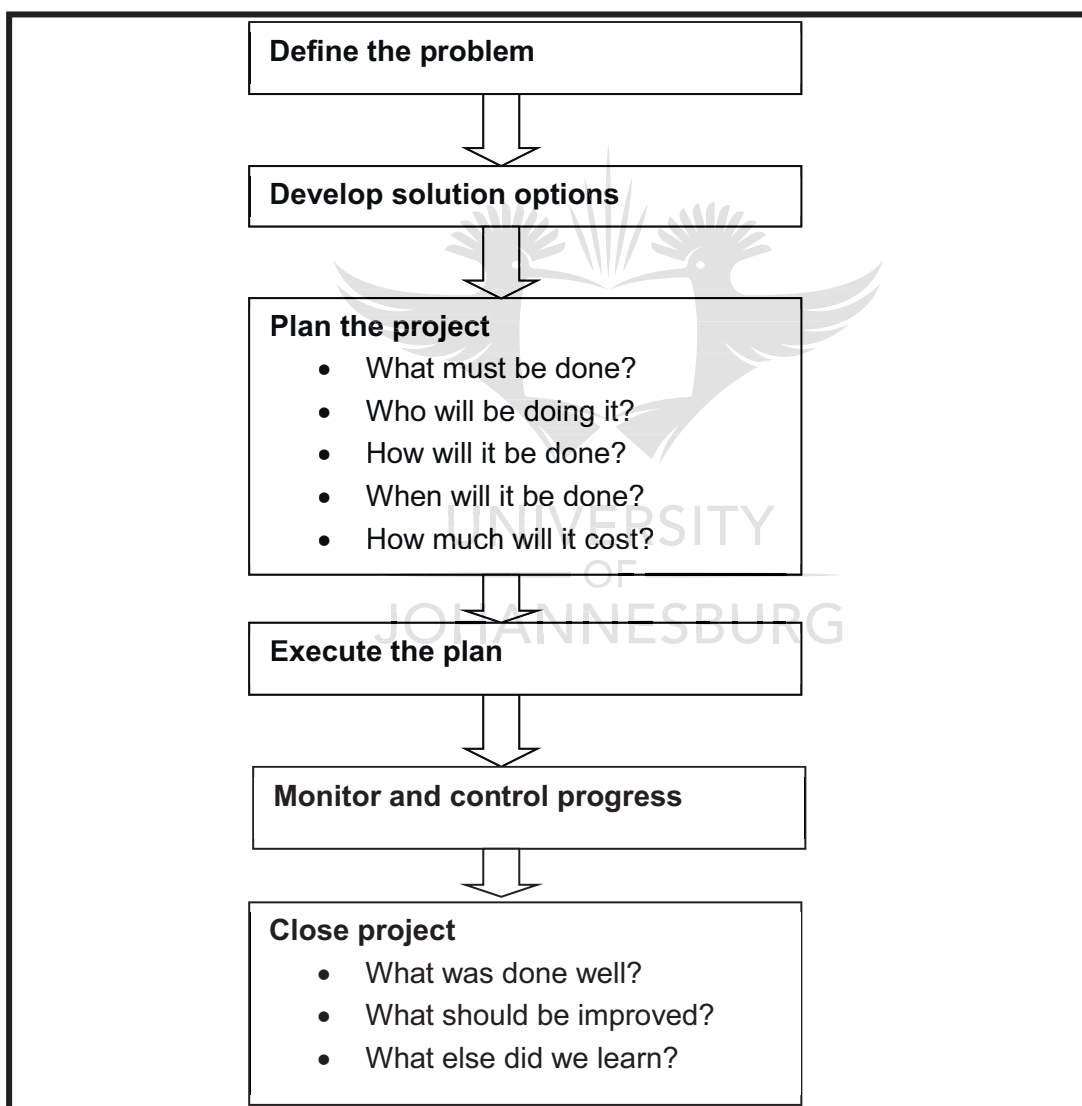 Define the problem
Develop solution options
Plan the project
• What must be done?
• Who will be doing it?
• How will it be done?
• When will it be done?
• How much will it cost?
UNIVERSITY
OF
JOHANNESBURG
Execute the plan
Monitor and control progress
Close project
• What was done well?
• What should be improved?
• What else did we learn?